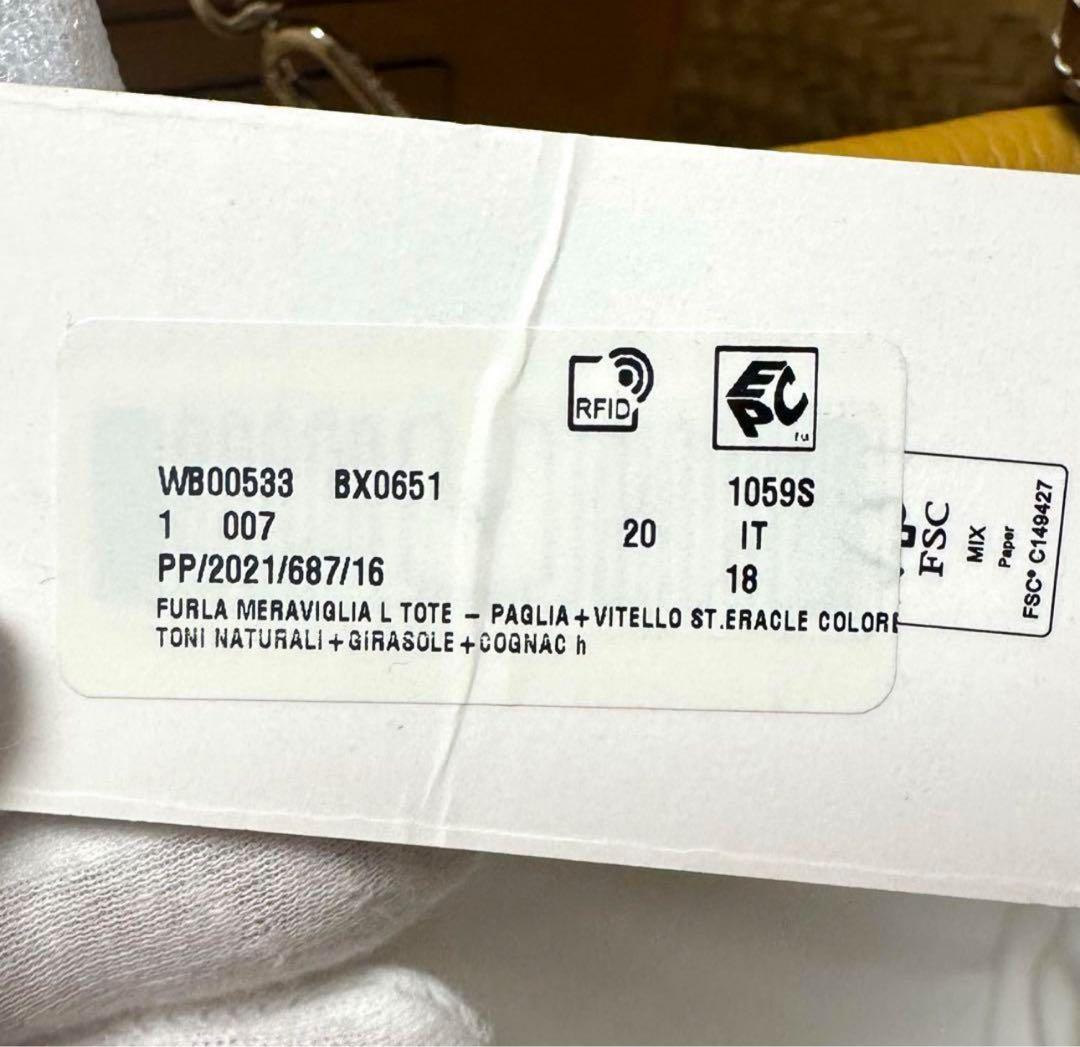 RFID
EPC
WB00533 BX0651 1059S
1 007 20 IT
PP/2021/687/16 18
FURLA MERAVIGLIA L TOTE - PAGLIA+VITELLO ST.ERACLE COLORE
TONI NATURALI+GIRASOLE+COGNAC h
FSC
MIX
Paper
FSC® C149427